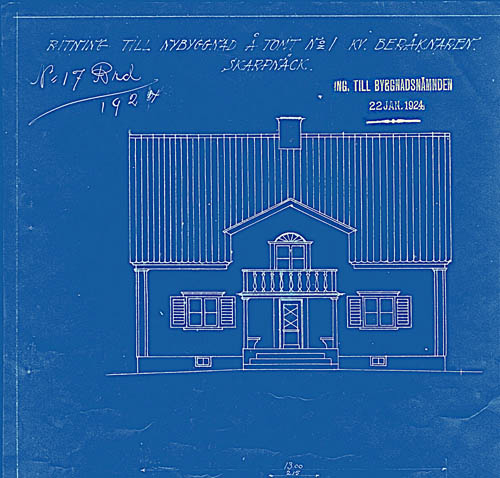 RITNING TILL NYBYGGNAD Å TOMT No 1 KV. BERÄKNAREN.
SKARPNÄCK.
No 17 Brd
1924
ING. TILL BYGGNADSNÄMNDEN
22 JAN. 1924
13.00